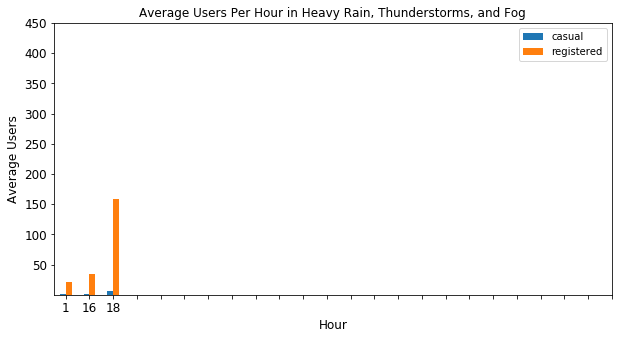 Average Users Per Hour in Heavy Rain, Thunderstorms, and Fog
casual
registered
450
400
350
300
250
200
150
100
50
Average Users
1 16 18
Hour